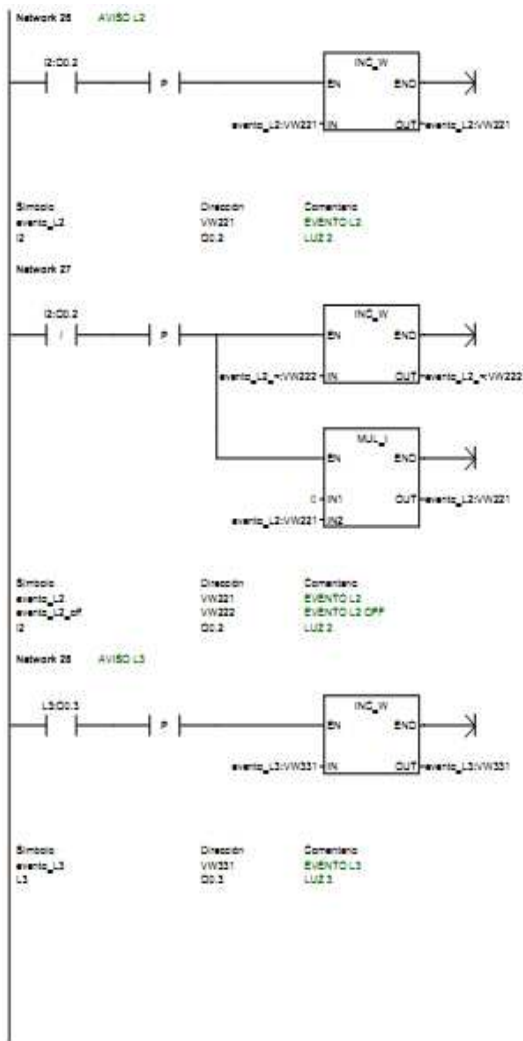 Network 26 AVISO L2
l2:Q0.2
P
INC_W
EN ENO
evento_L2:VW221 IN OUT evento_L2:VW221
Símbolo Dirección Comentario
evento_L2 VW221 EVENTO L2
l2 Q0.2 LUZ 2
Network 27
l2:Q0.2
/ P
INC_W
EN ENO
IN OUT
MUL_I
EN ENO
0 IN1 OUT evento_L2:VW221
evento_L2:VW221 IN2
Símbolo Dirección Comentario
evento_L2 VW221 EVENTO L2
evento_L2_off VW222 EVENTO L2 OFF
l2 Q0.2 LUZ 2
Network 28 AVISO L3
L3:Q0.3
P
INC_W
EN ENO
evento_L3:VW331 IN OUT evento_L3:VW331
Símbolo Dirección Comentario
evento_L3 VW331 EVENTO L3
L3 Q0.3 LUZ 3